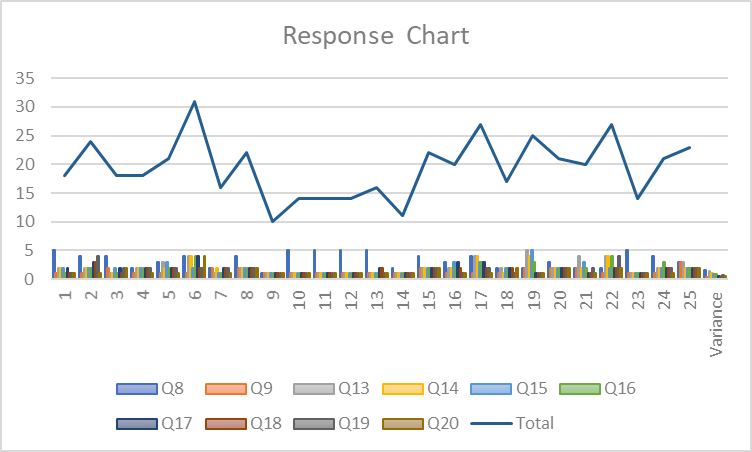 Response Chart
35
30
25
20
15
10
5
0
1 2 3 4 5 6 7 8 9 10 11 12 13 14 15 16 17 18 19 20 21 22 23 24 25 Variance
Q8 Q9 Q13 Q14 Q15 Q16
Q17 Q18 Q19 Q20 Total